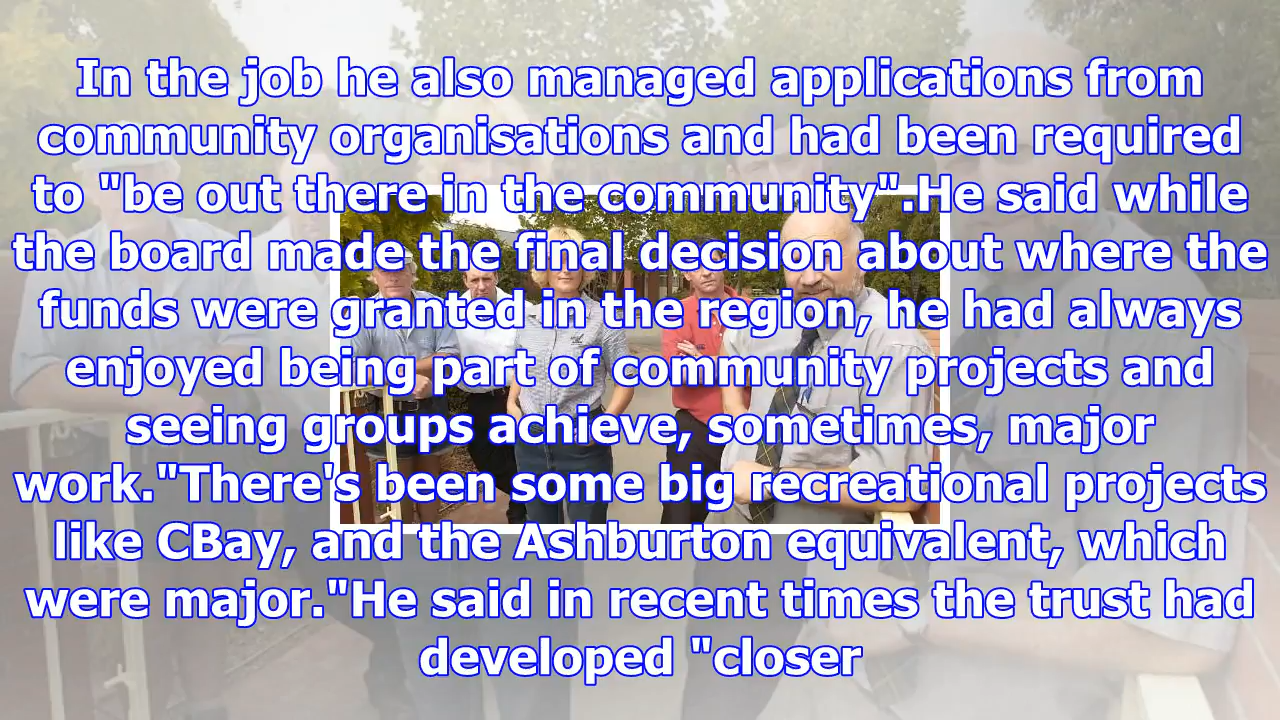 In the job he also managed applications from
community organisations and had been required
to "be out there in the community".He said while
the board made the final decision about where the
funds were granted in the region, he had always
enjoyed being part of community projects and
seeing groups achieve, sometimes, major
work."There's been some big recreational projects
like CBay, and the Ashburton equivalent, which
were major."He said in recent times the trust had
developed "closer